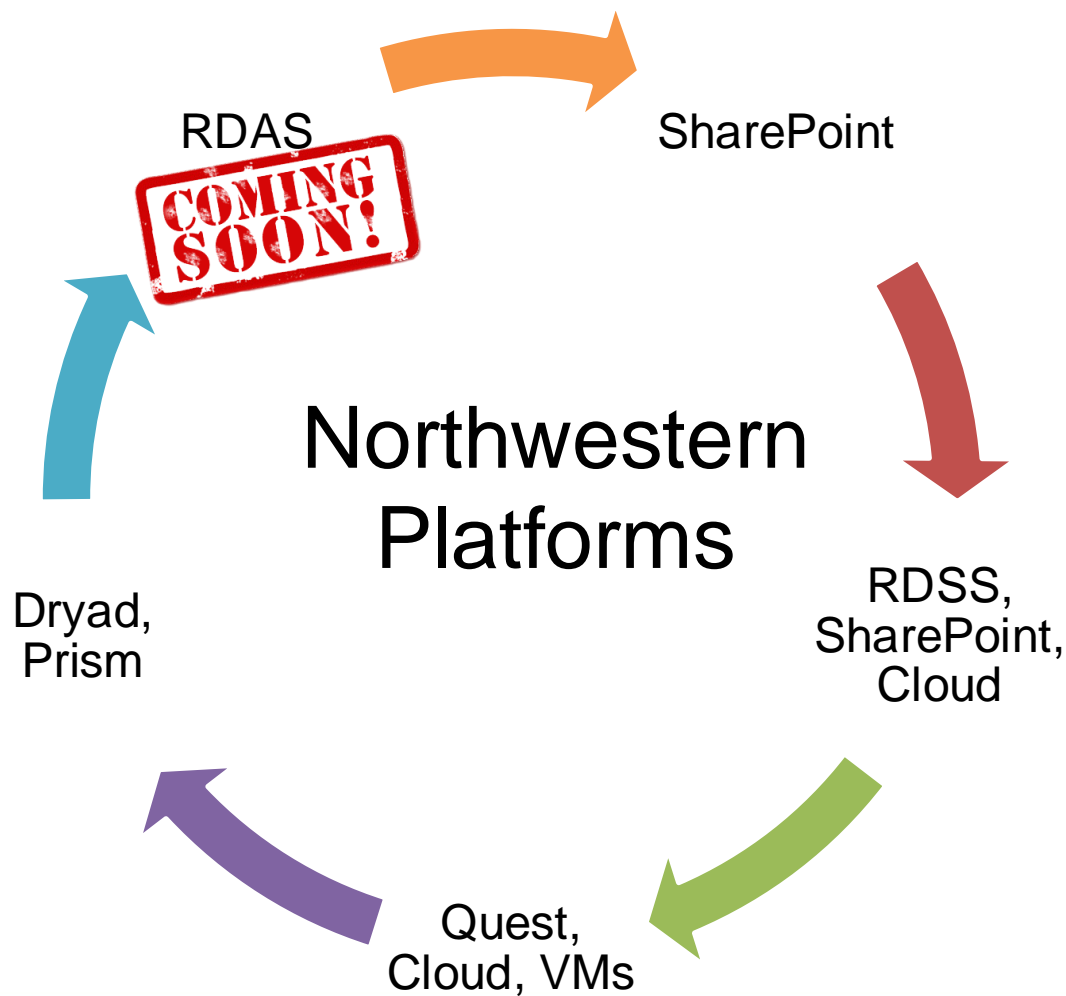 RDAS
COMING
SOON!
SharePoint
Northwestern
Platforms
RDSS,
SharePoint,
Cloud
Dryad,
Prism
Quest,
Cloud, VMs